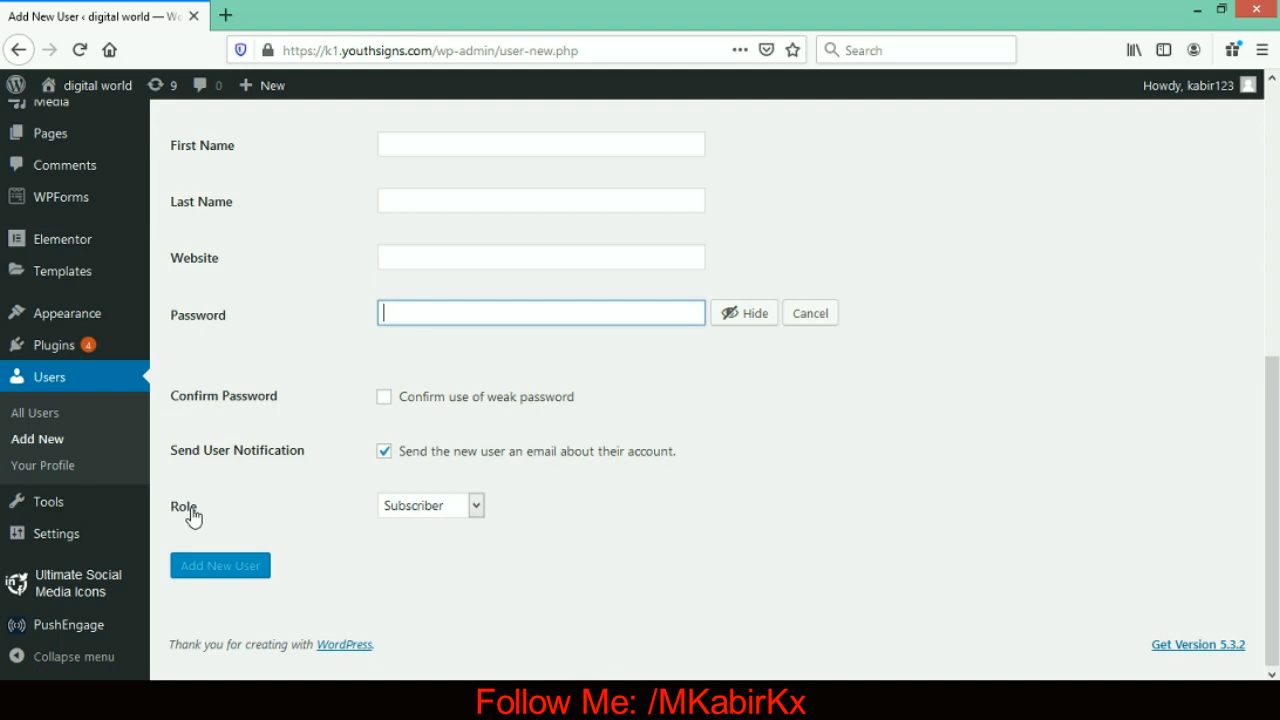 Add New User ‹ digital world — Wo
https://k1.youthsigns.com/wp-admin/user-new.php
Search
digital world
9
0
New
Howdy, kabir123
Media
Pages
Comments
WPForms
Elementor
Templates
Appearance
Plugins 4
Users
All Users
Add New
Your Profile
Tools
Settings
Ultimate Social
Media Icons
PushEngage
Collapse menu
First Name
Last Name
Website
Password
Hide
Cancel
Confirm Password
Confirm use of weak password
Send User Notification
Send the new user an email about their account.
Role
Subscriber
Add New User
Thank you for creating with WordPress.
Get Version 5.3.2
Follow Me: /MKabirKx